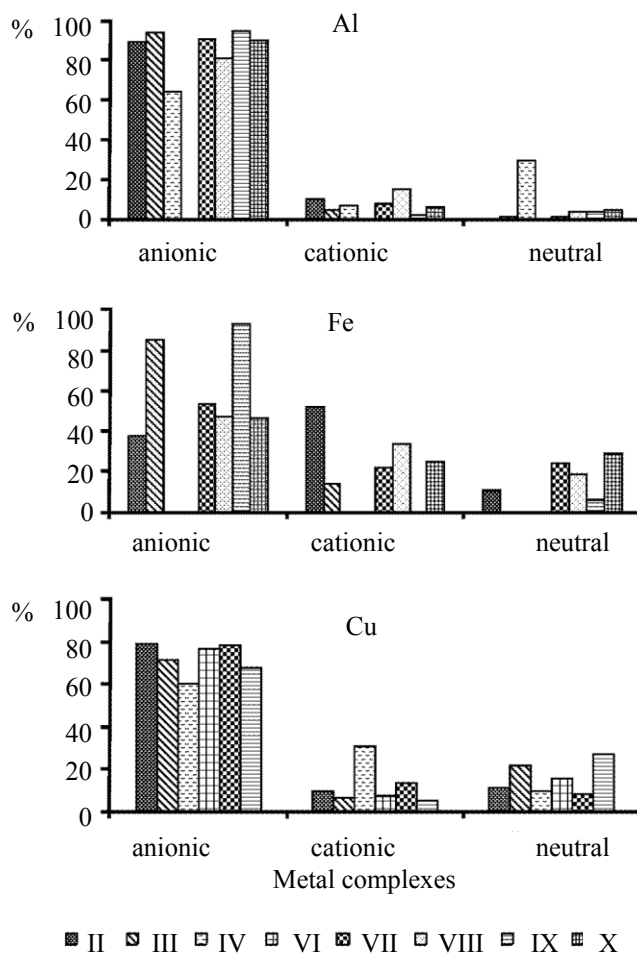 % 100 Al
80
60
40
20
0
anionic cationic neutral
% 100 Fe
80
60
40
20
0
anionic cationic neutral
% 100 Cu
80
60
40
20
0
anionic cationic neutral
Metal complexes
II III IV VI VII VIII IX X